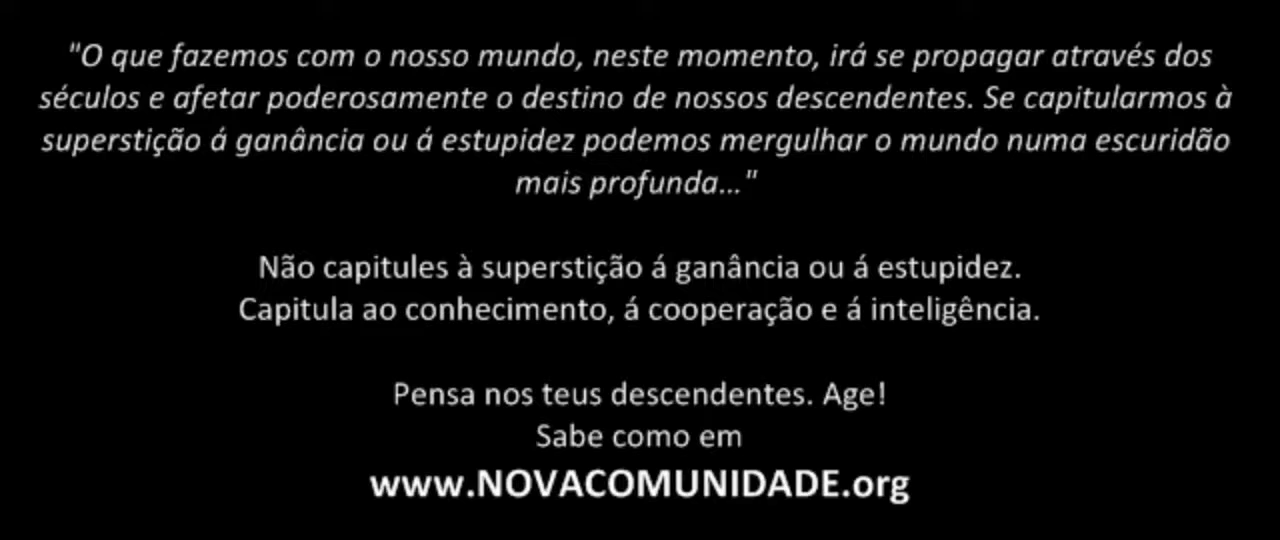 "O que fazemos com o nosso mundo, neste momento, irá se propagar através dos
séculos e afetar poderosamente o destino de nossos descendentes. Se capitularmos à
superstição á ganância ou á estupidez podemos mergulhar o mundo numa escuridão
mais profunda..."
Não capitules à superstição á ganância ou á estupidez.
Capitula ao conhecimento, á cooperação e á inteligência.
Pensa nos teus descendentes. Age!
Sabe como em
www.NOVACOMUNIDADE.org